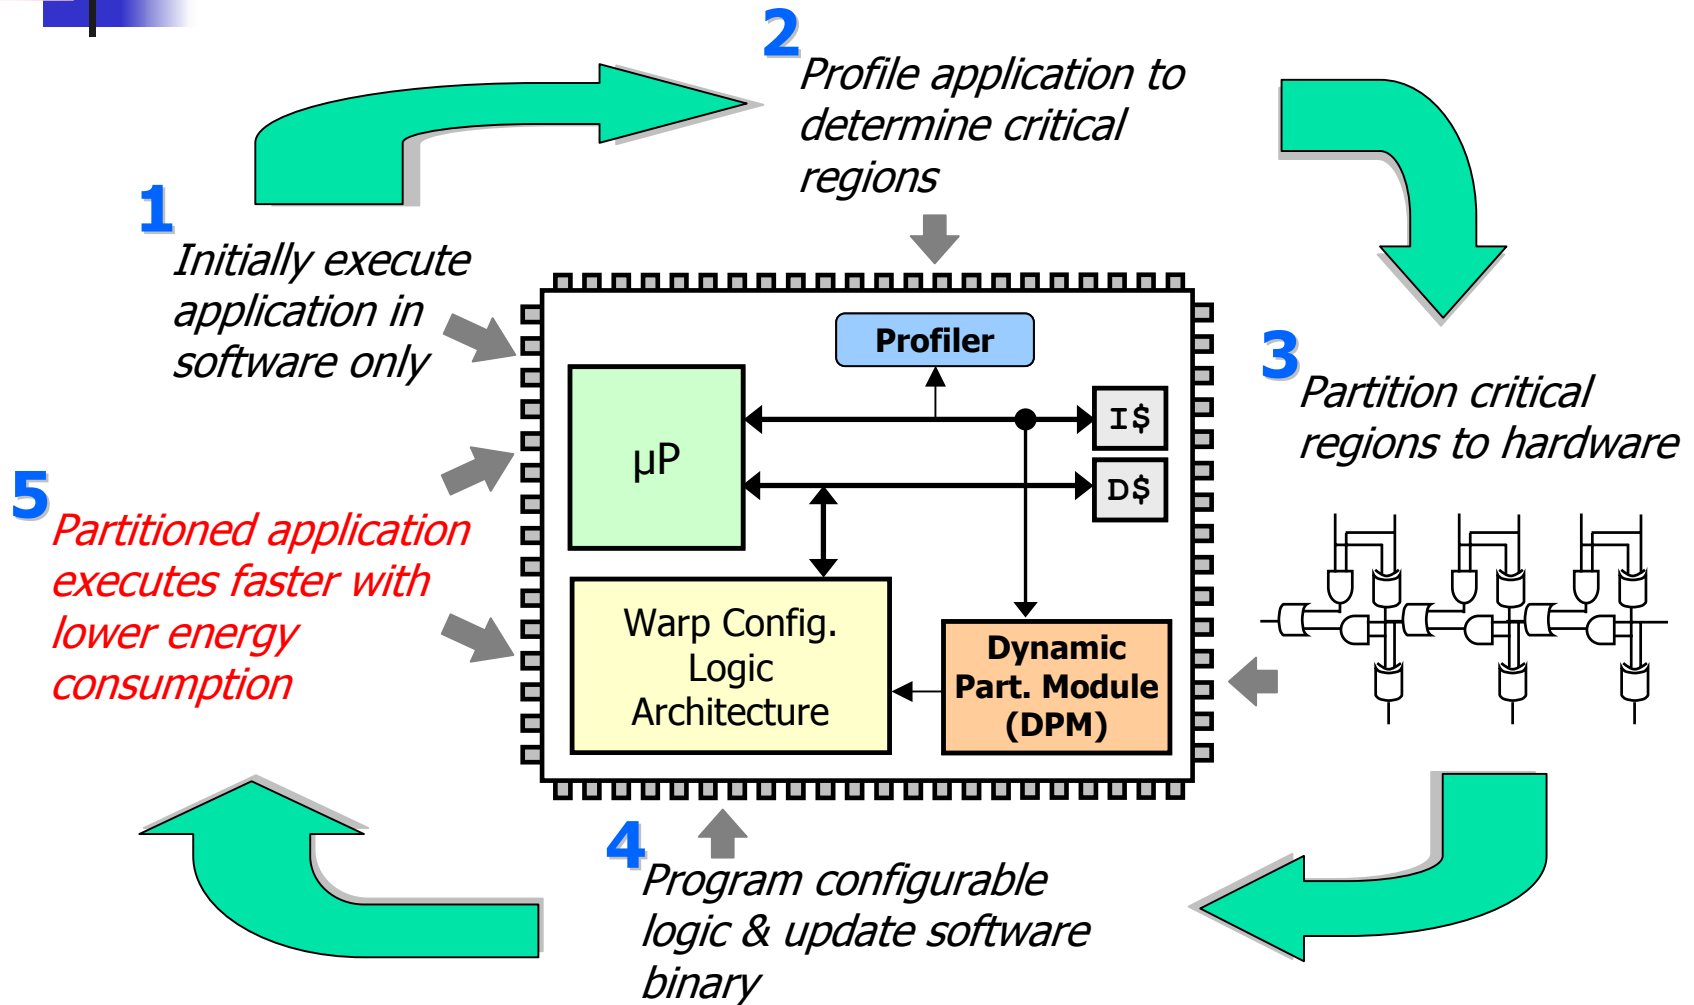 1
Initially execute
application in
software only
2
Profile application to
determine critical
regions
3
Partition critical
regions to hardware
4
Program configurable
logic & update software
binary
5
Partitioned application
executes faster with
lower energy
consumption
Profiler
µP
I$
D$
Warp Config.
Logic
Architecture
Dynamic
Part. Module
(DPM)